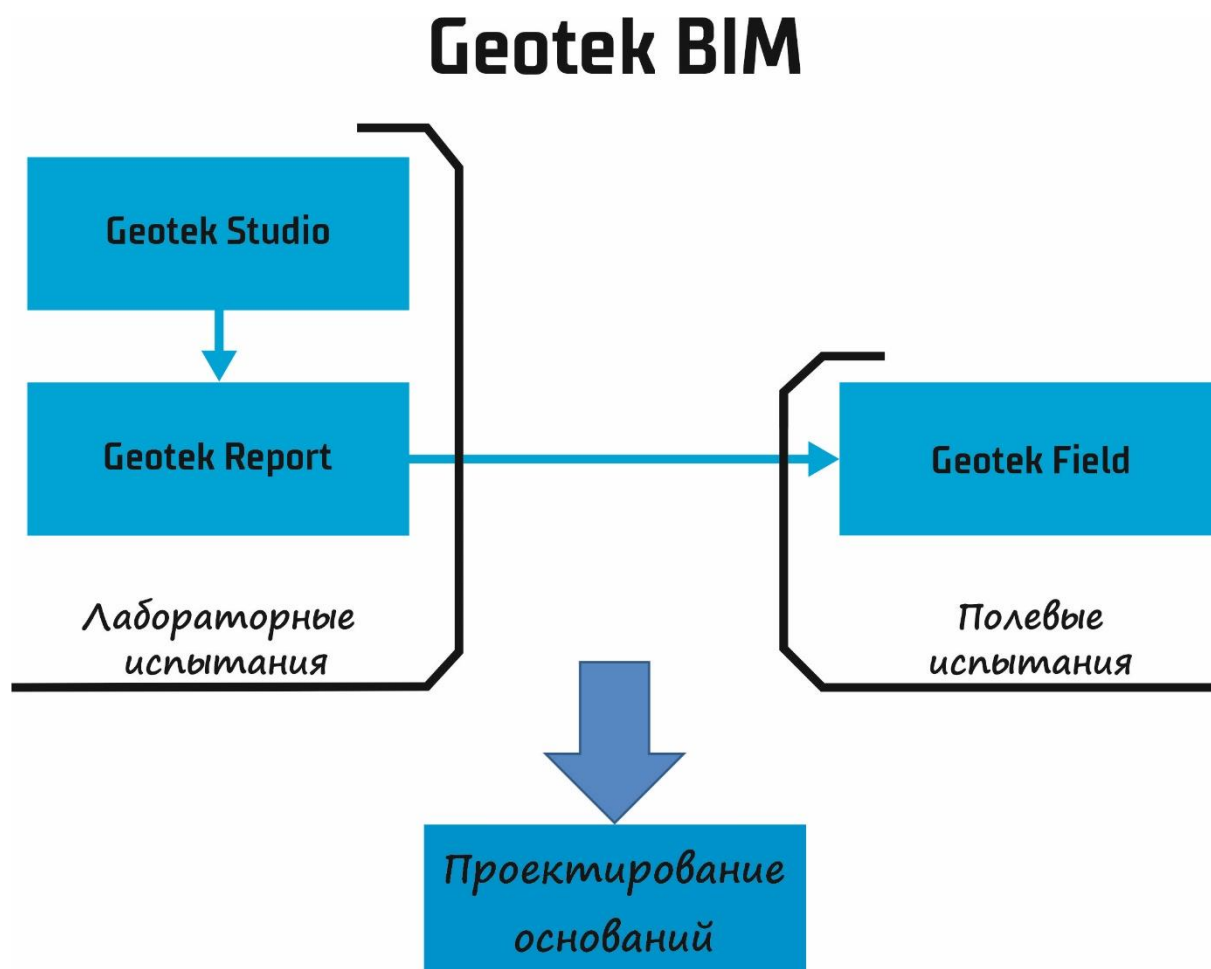 Geotek BIM
Geotek Studio
Geotek Report
Geotek Field
Лабораторные
испытания
Полевые
испытания
Проектирование
оснований